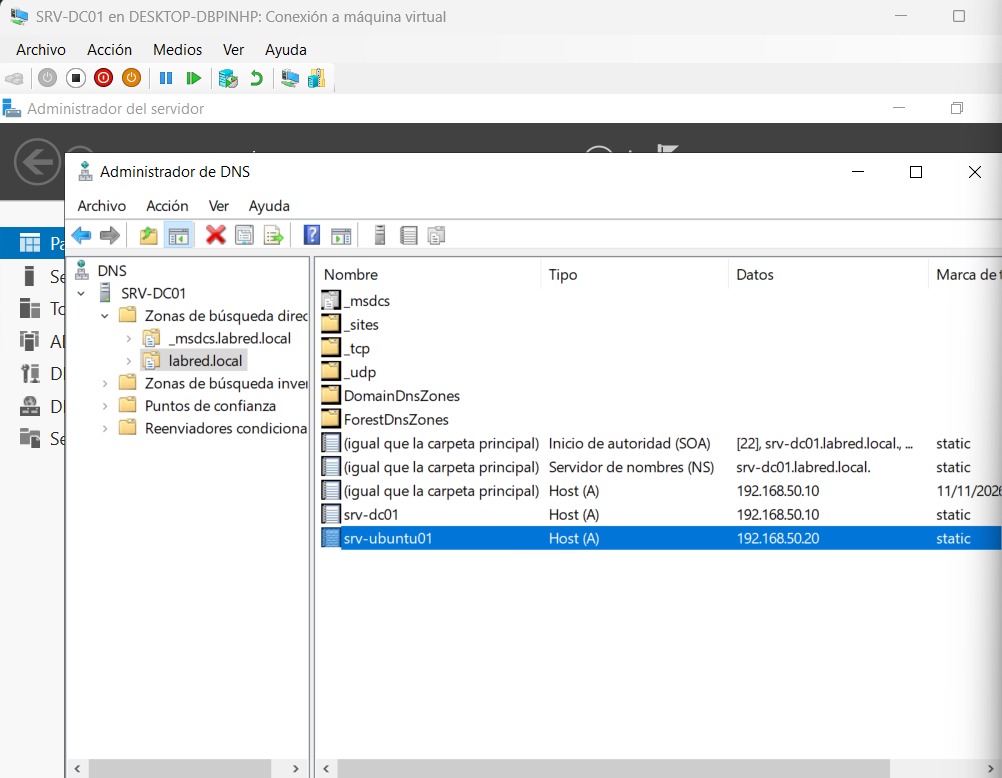 SRV-DC01 en DESKTOP-DBPINHP: Conexión a máquina virtual
Archivo Acción Medios Ver Ayuda
Administrador del servidor
Administrador de DNS
Archivo Acción Ver Ayuda
DNS
SRV-DC01
Zonas de búsqueda direc
_msdcs.labred.local
labred.local
Zonas de búsqueda inver
Puntos de confianza
Reenviadores condiciona
Nombre Tipo Datos Marca de t
_msdcs
_sites
_tcp
_udp
DomainDnsZones
ForestDnsZones
(igual que la carpeta principal) Inicio de autoridad (SOA) [22], srv-dc01.labred.local., ... static
(igual que la carpeta principal) Servidor de nombres (NS) srv-dc01.labred.local. static
(igual que la carpeta principal) Host (A) 192.168.50.10 11/11/202
srv-dc01 Host (A) 192.168.50.10 static
srv-ubuntu01 Host (A) 192.168.50.20 static
Pa
Se
To
A
D
D
Se